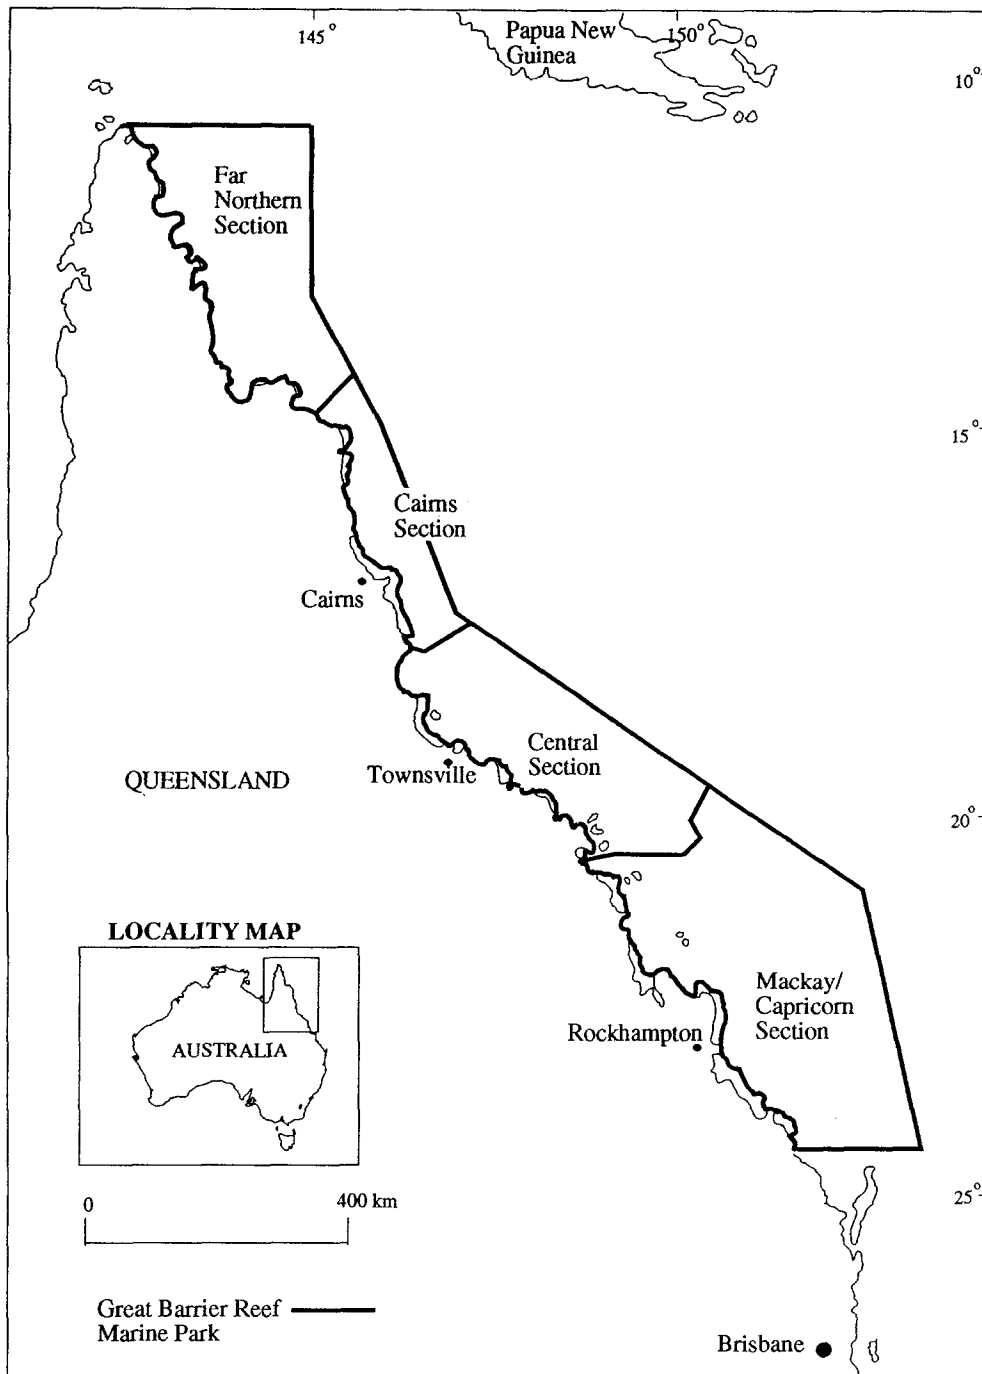 145°
150°
Papua New
Guinea
10°
Far
Northern
Section
15°
Cairns
Section
Cairns
Central
Section
Townsville
QUEENSLAND
20°
LOCALITY MAP
AUSTRALIA
Mackay/
Capricorn
Section
Rockhampton
0
400 km
25°
Great Barrier Reef
Marine Park
Brisbane